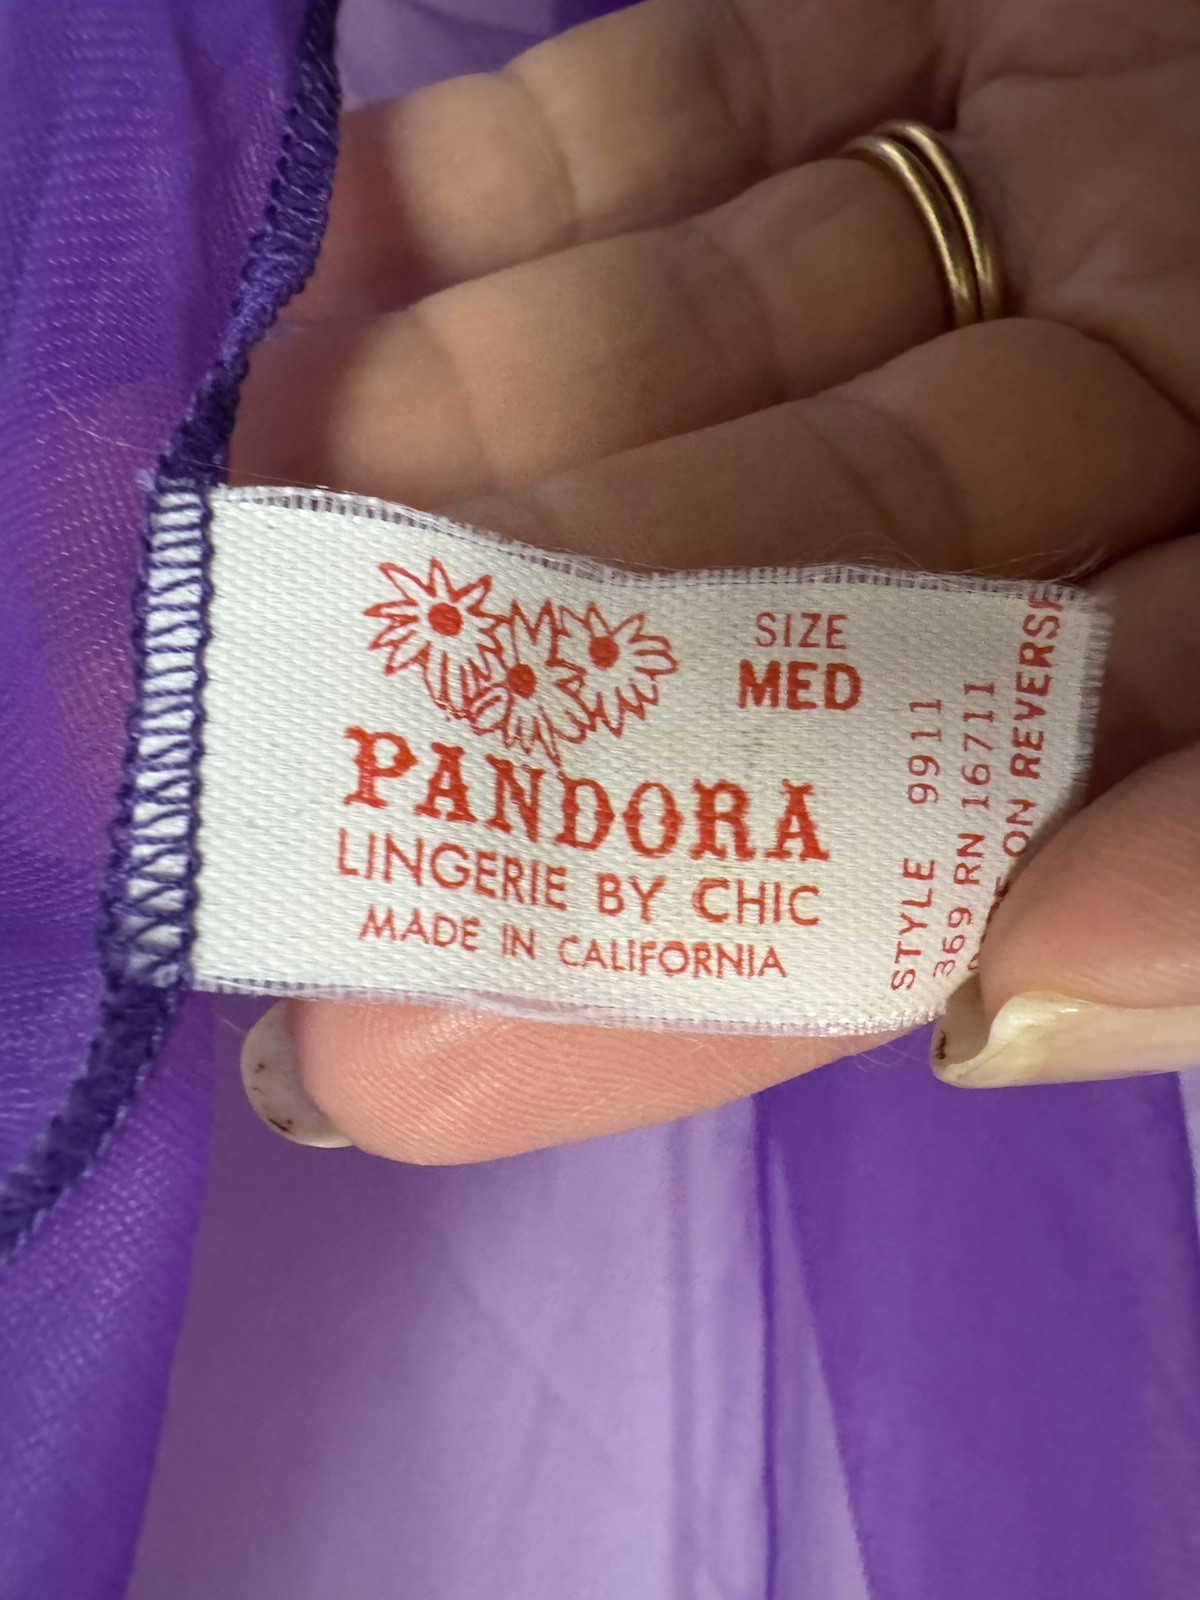 PANDORA
LINGERIE BY CHIC
MADE IN CALIFORNIA
SIZE
MED
STYLE 9911
369 RN 16711
ON REVERSE